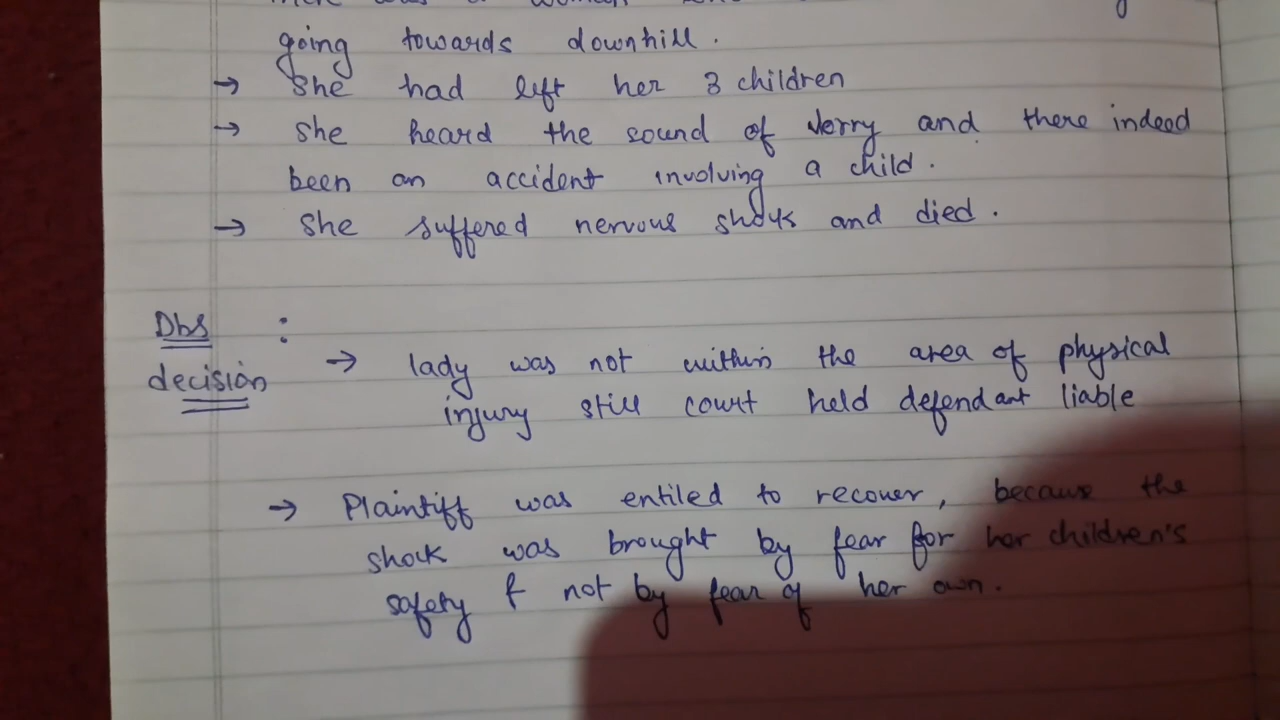 going towards downhill.
→ She had left her 3 children
→ She heard the sound of verry and there indeed
been an accident involving a child.
→ She suffered nervous shock and died.
Dbs :
decision
→ lady was not within the area of physical
injury still court held defendant liable
→ Plaintiff was entiled to recover, because the
shock was brought by fear for her children's
safety & not by fear of her own.